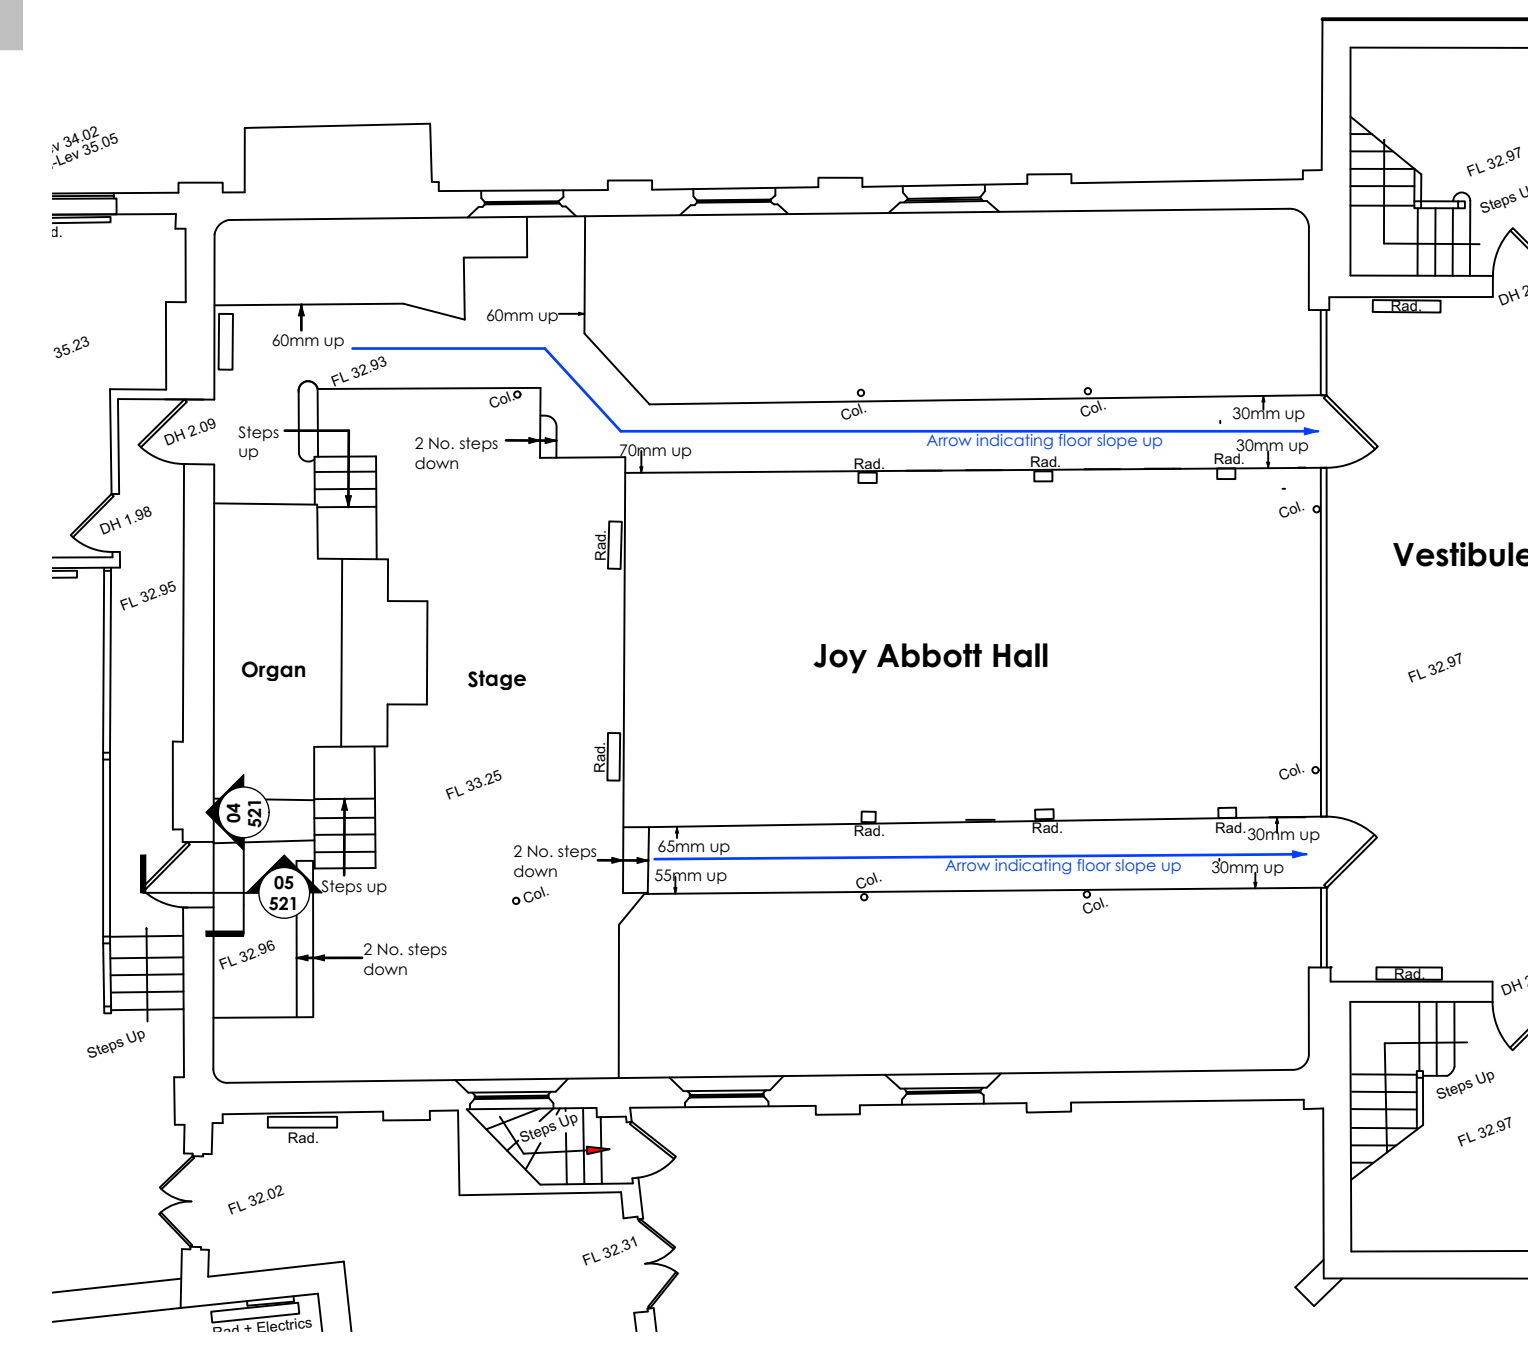 v 34.02
-Lev 35.05
FL 32.97
Steps U
d.
DH 2
Rad.
60mm up
60mm up
35.23
FL 32.93
Col.
Col.
Col.
30mm up
DH 2.09
Steps
up
2 No. steps
down
70mm up
Arrow indicating floor slope up
30mm up
Rad.
Rad.
Rad.
Col.
DH 1.98
Rad.
Vestibule
FL 32.95
Joy Abbott Hall
Organ
Stage
FL 32.97
Rad.
FL 33.25
Col.
04
521
Rad.
Rad.
Rad.
30mm up
65mm up
2 No. steps
down
Arrow indicating floor slope up
55mm up
30mm up
05
521
Steps up
Col.
Col.
Col.
FL 32.96
2 No. steps
down
Rad.
DH 2
Steps Up
Steps Up
Steps Up
Rad.
FL 32.97
FL 32.02
FL 32.31
Rad + Electrics